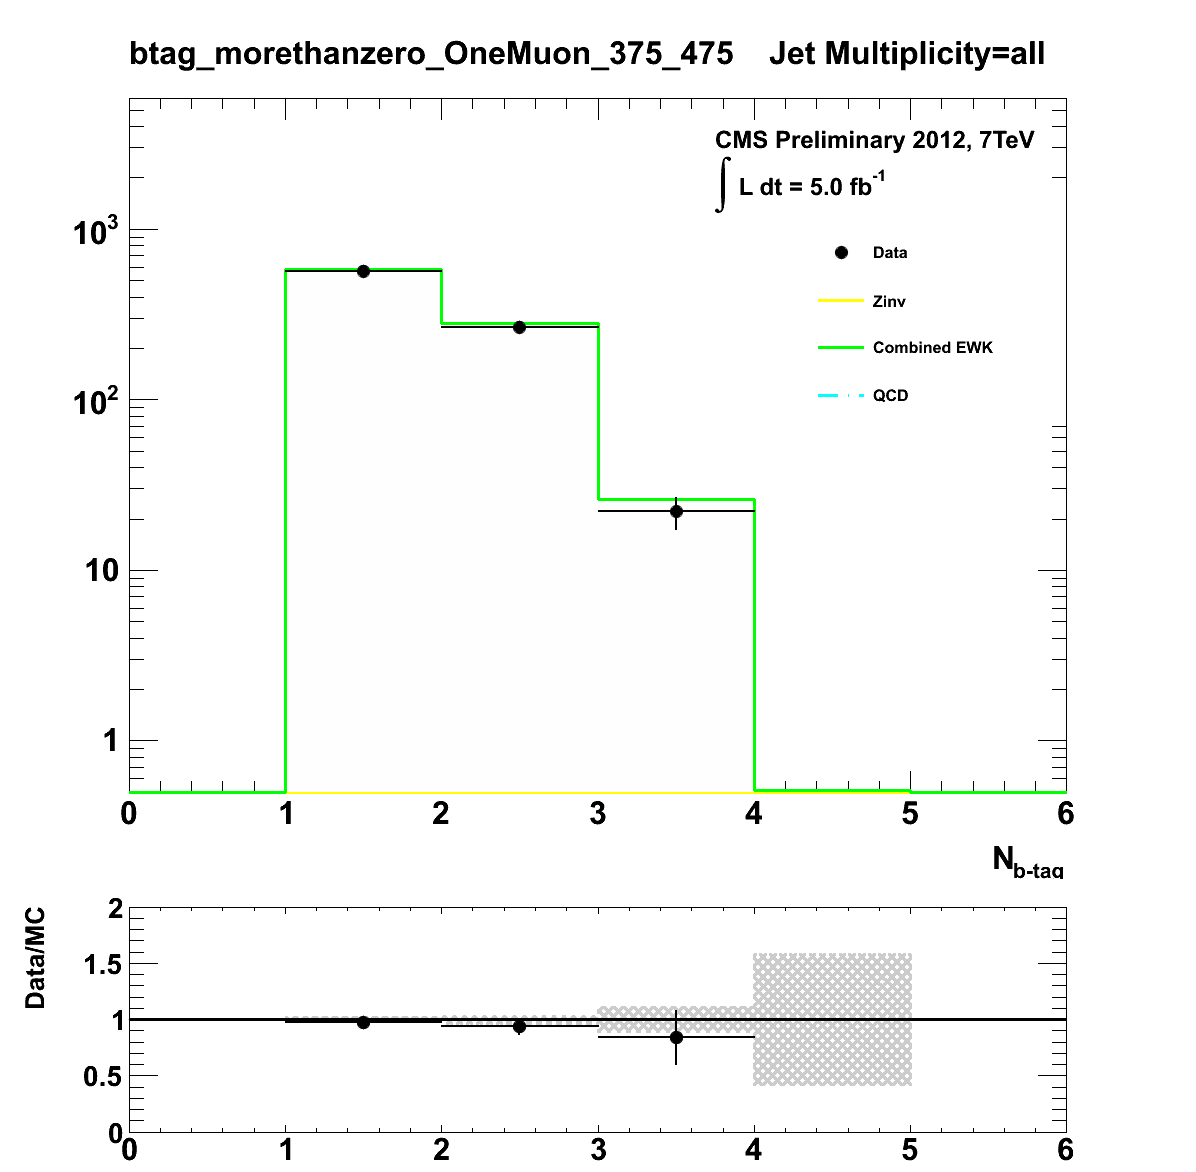 btag_morethanzero_OneMuon_375_475 Jet Multiplicity=all
CMS Preliminary 2012, 7TeV
∫ L dt = 5.0 fb⁻¹
Data
Zinv
Combined EWK
QCD
10³
10²
10
1
0 1 2 3 4 5 6
N_b-tag
Data/MC
2
1.5
1
0.5
0
0 1 2 3 4 5 6